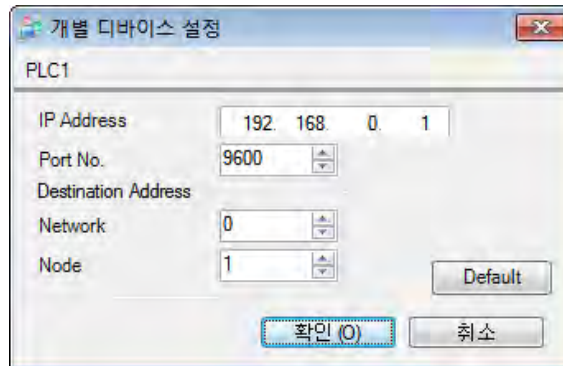 개별 디바이스 설정
PLC1
IP Address 192. 168. 0. 1
Port No. 9600
Destination Address
Network 0
Node 1
Default
확인 (O) 취소